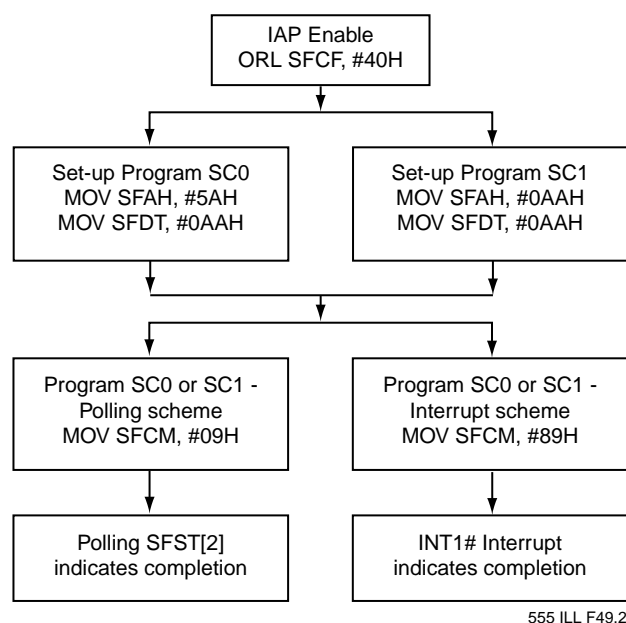 IAP Enable
ORL SFCF, #40H
Set-up Program SC0
MOV SFAH, #5AH
MOV SFDT, #0AAH
Set-up Program SC1
MOV SFAH, #0AAH
MOV SFDT, #0AAH
Program SC0 or SC1 -
Polling scheme
MOV SFCM, #09H
Program SC0 or SC1 -
Interrupt scheme
MOV SFCM, #89H
Polling SFST[2]
indicates completion
INT1# Interrupt
indicates completion
555 ILL F49.2